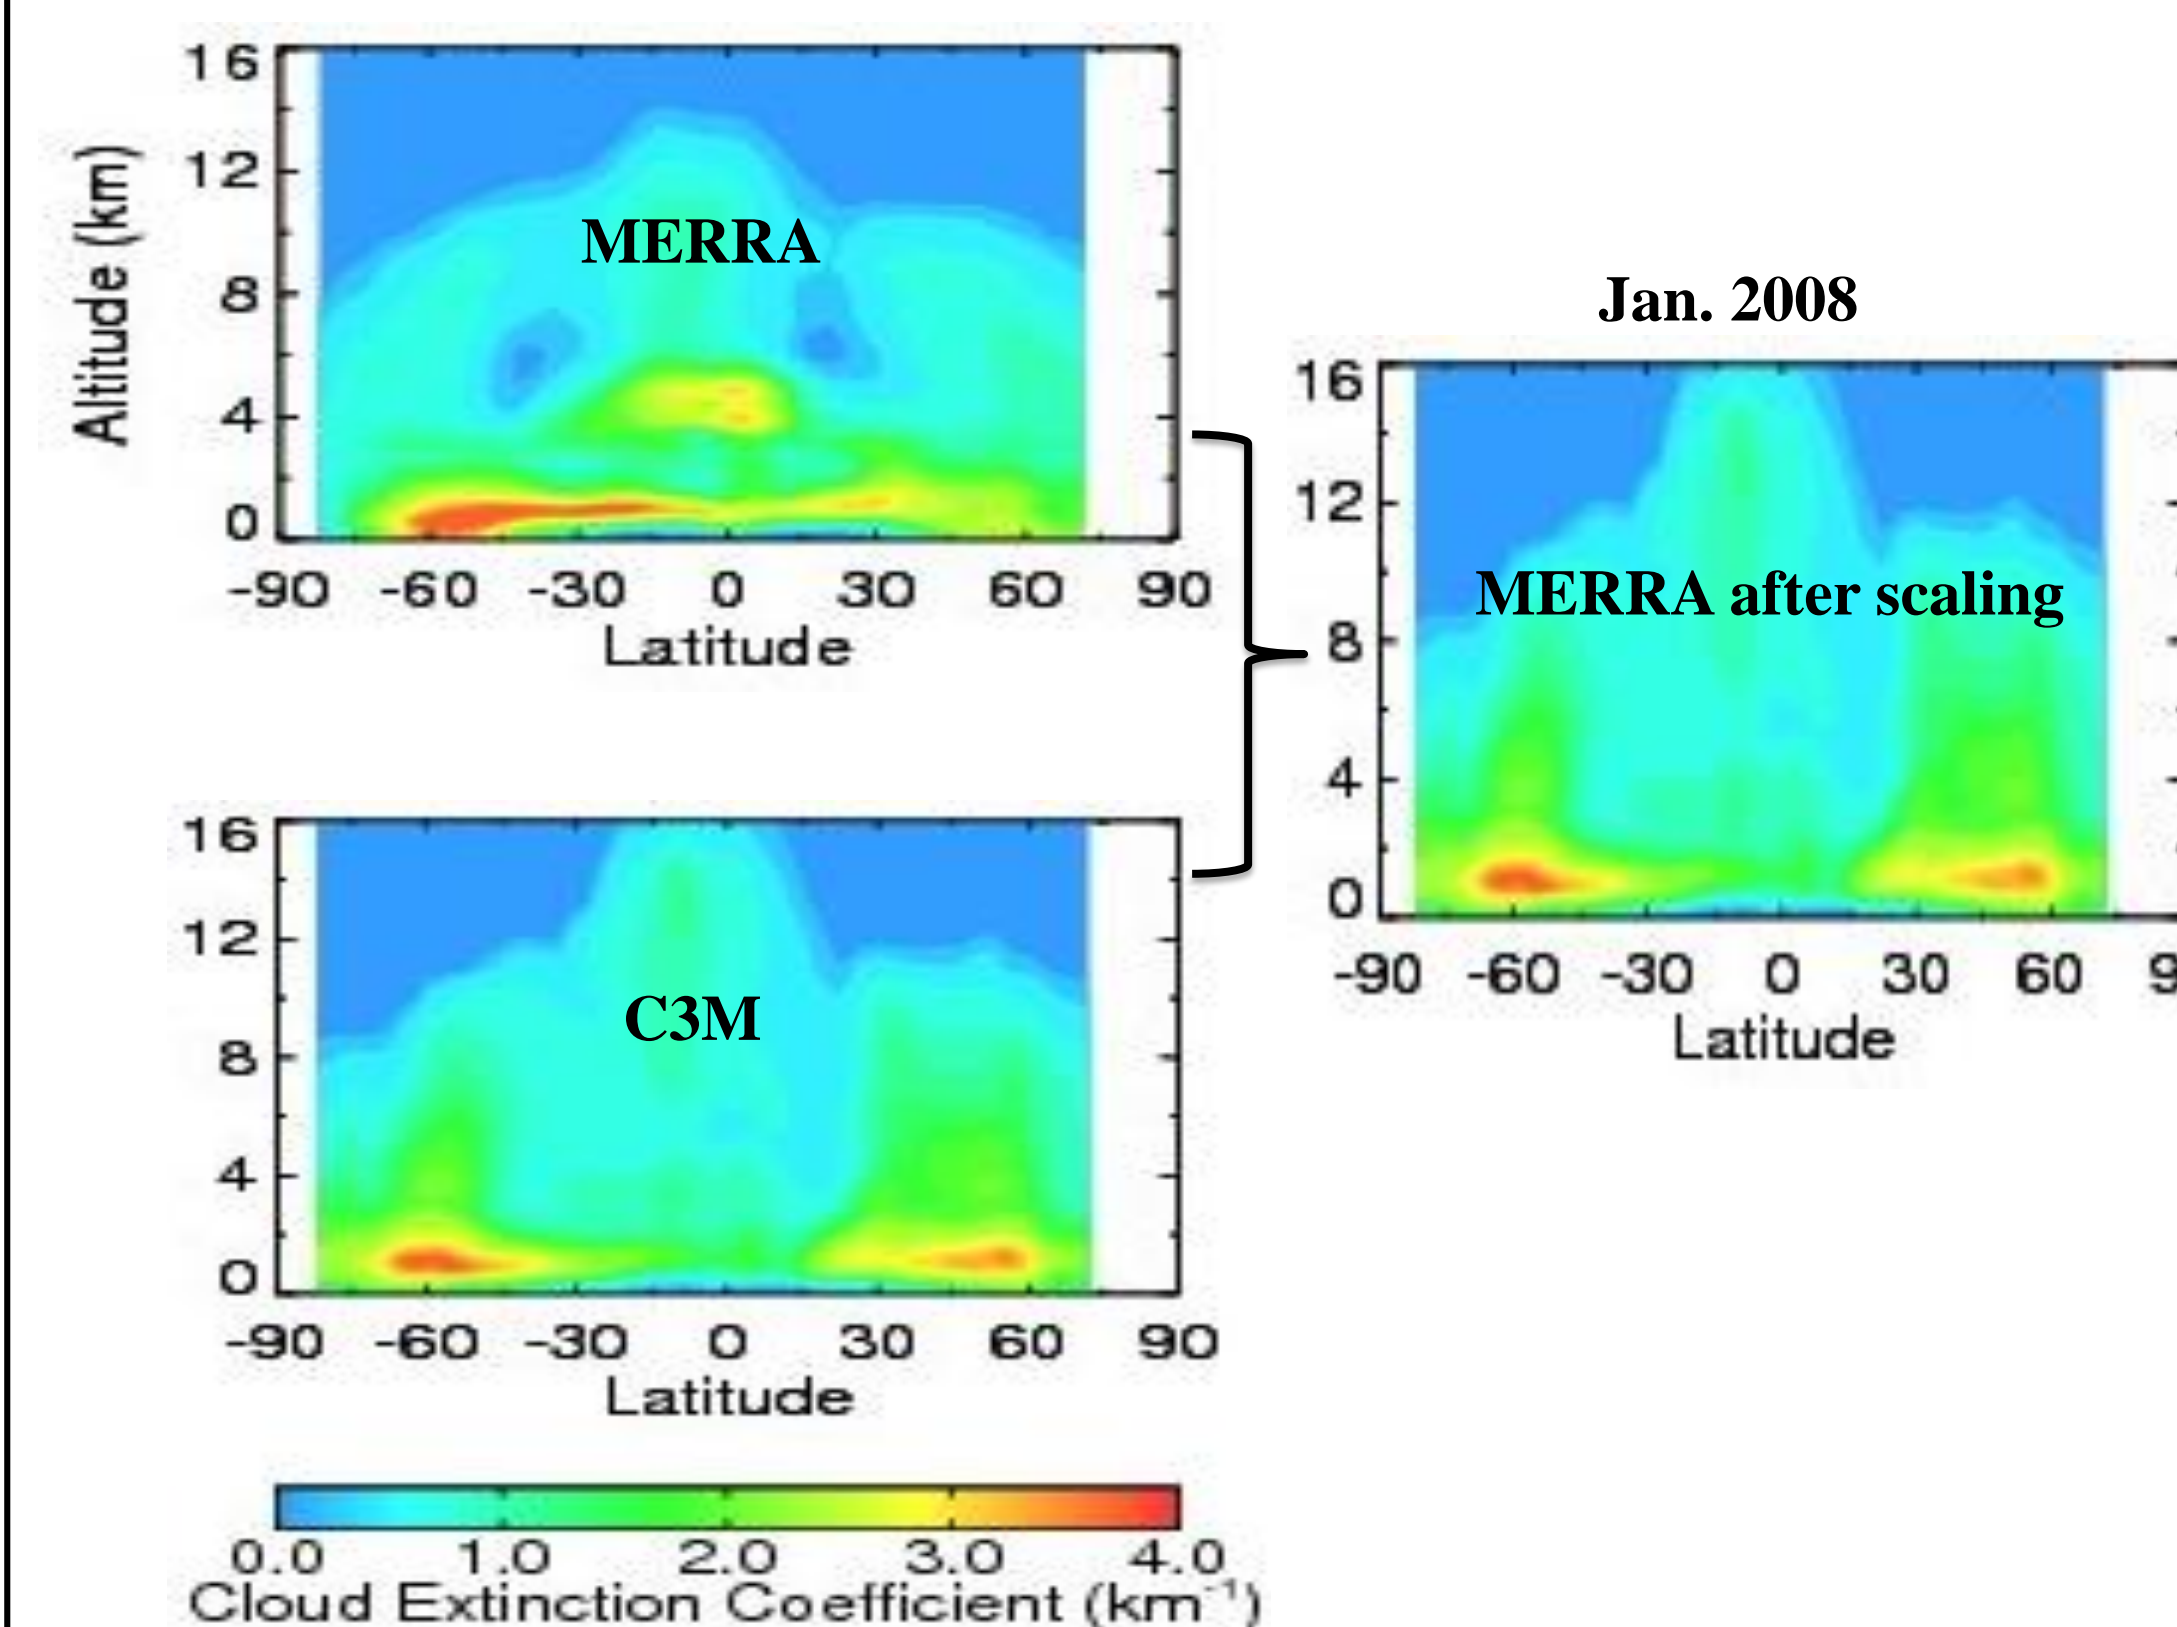 16
12
8
4
0
Altitude (km)
MERRA
-90 -60 -30 0 30 60 90
Latitude
Jan. 2008
16
12
8
4
0
MERRA after scaling
-90 -60 -30 0 30 60 9
Latitude
16
12
8
4
0
C3M
-90 -60 -30 0 30 60 90
Latitude
0.0 1.0 2.0 3.0 4.0
Cloud Extinction Coefficient (km⁻¹)